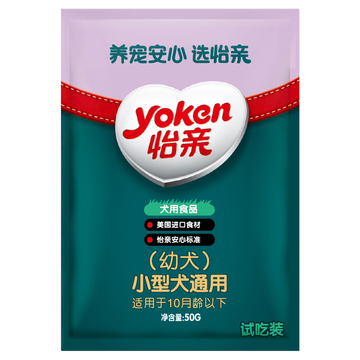 养宠安心 选怡亲
yoken
怡亲
犬用食品
美国进口食材
怡亲安心标准
(幼犬)
小型犬通用
适用于10月龄以下
净含量:50G
试吃装